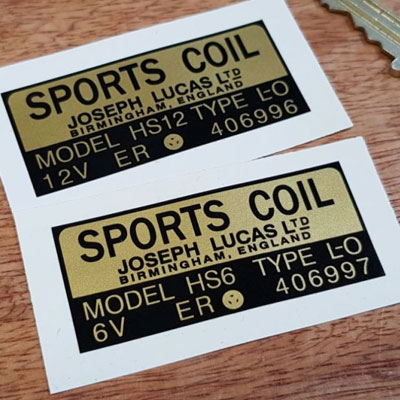 SPORTS COIL
JOSEPH LUCAS LTD
BIRMINGHAM, ENGLAND
MODEL HS12 TYPE L-O
12V ER 406996
SPORTS COIL
JOSEPH LUCAS LTD
BIRMINGHAM, ENGLAND
MODEL HS6 TYPE L-O
6V ER 406997